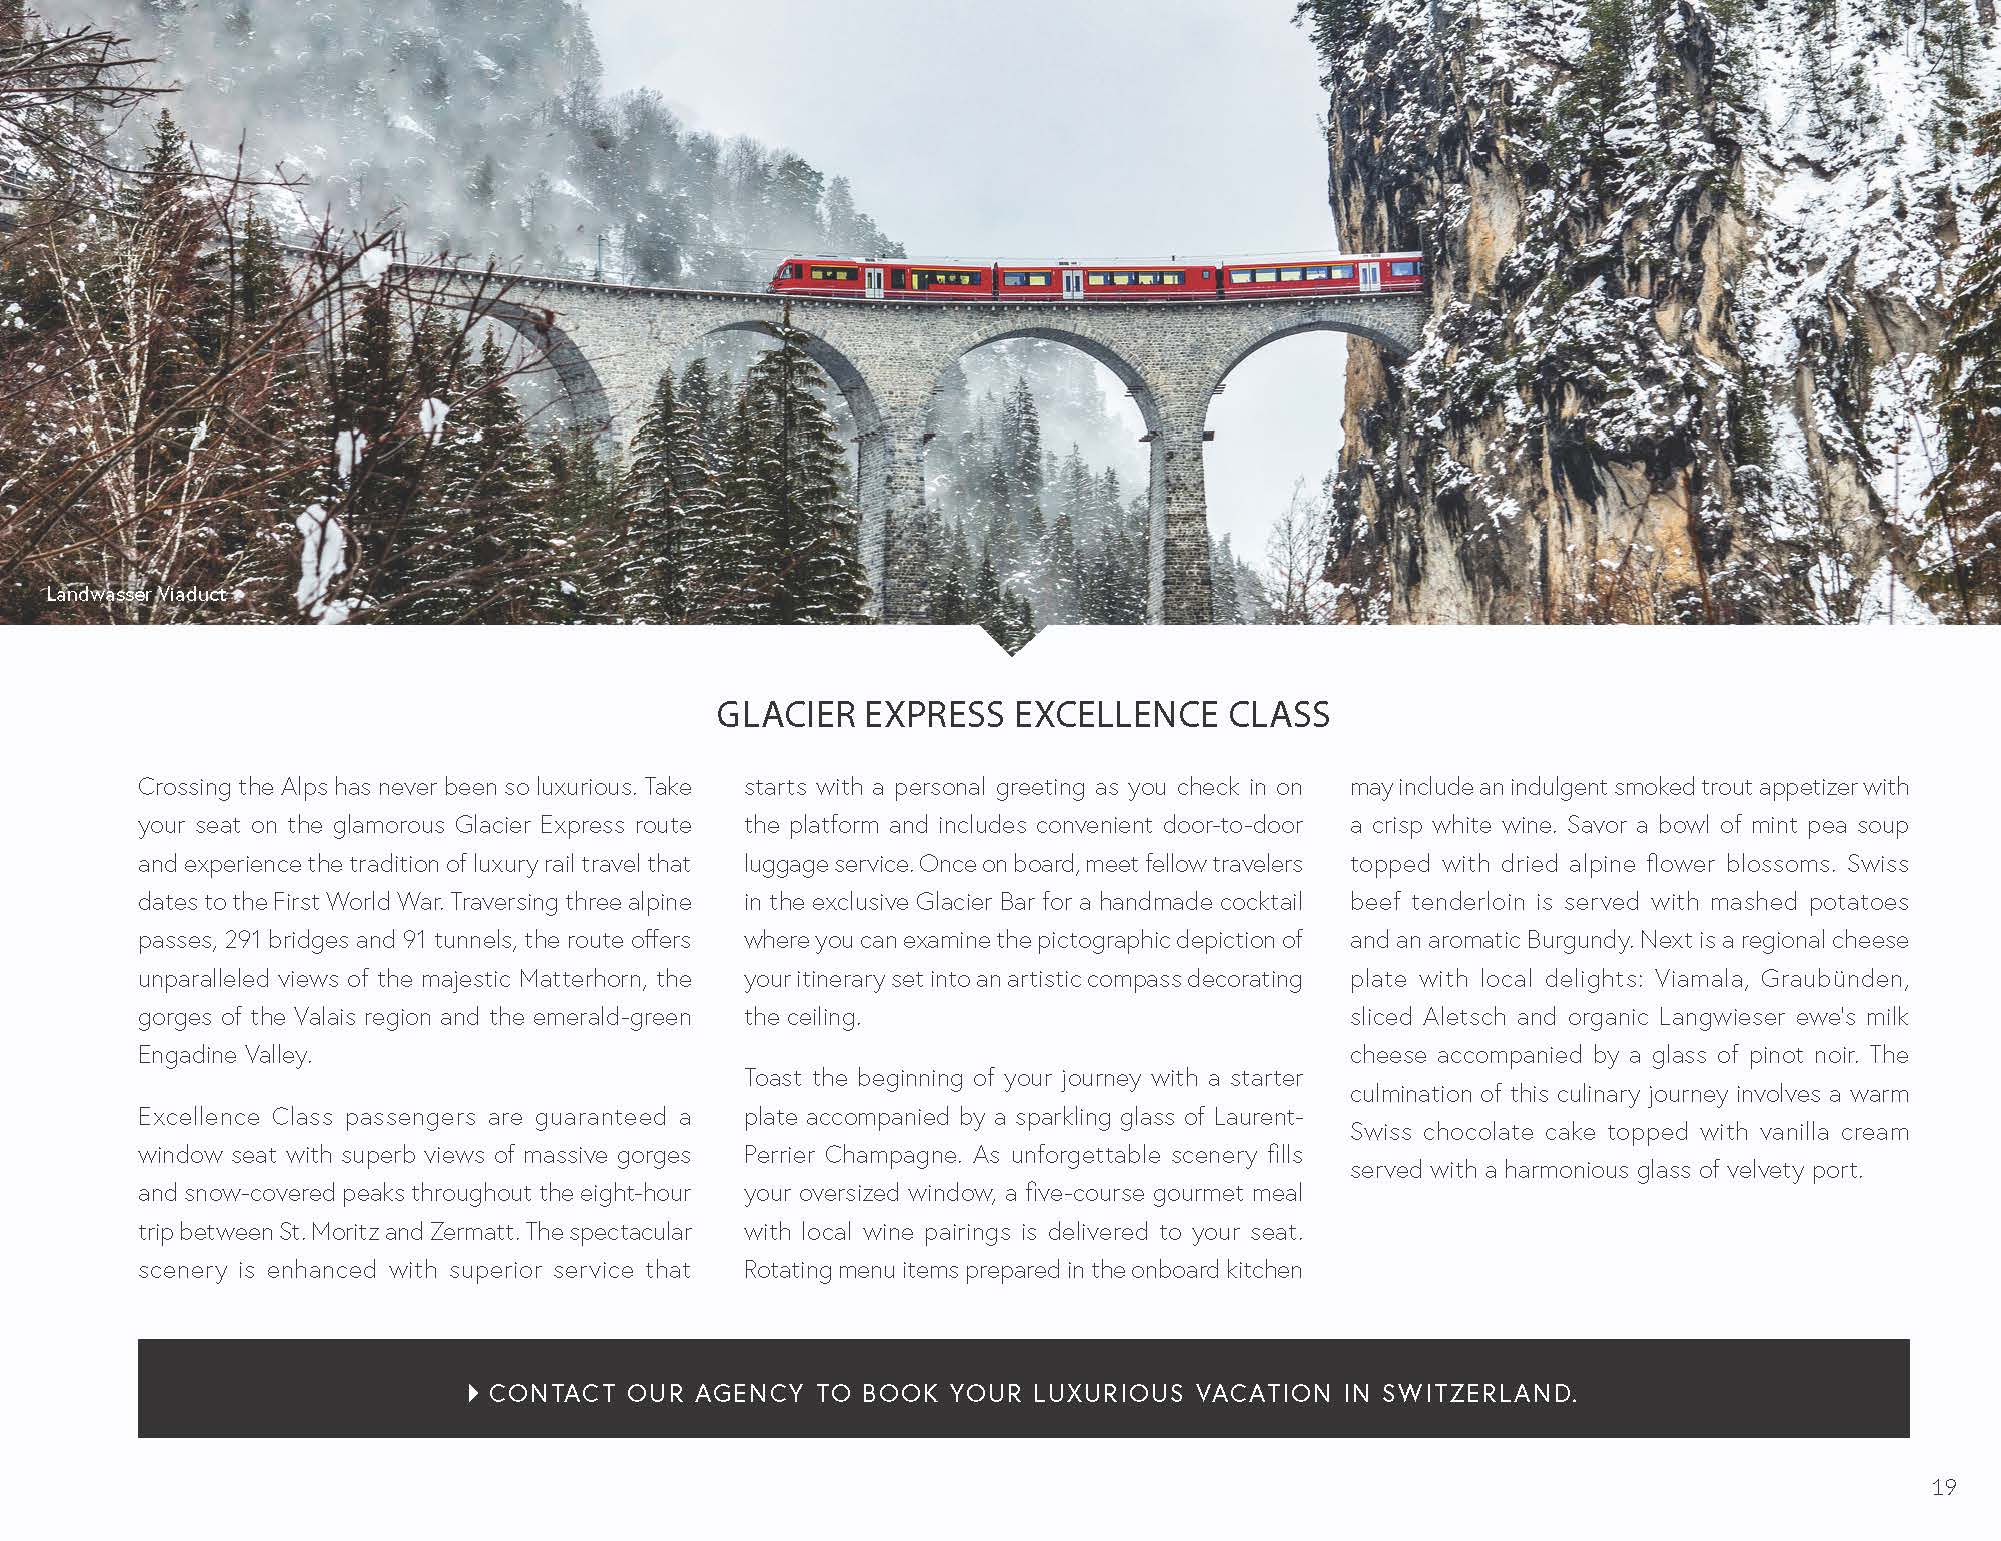 Landwasser Viaduct
GLACIER EXPRESS EXCELLENCE CLASS
Crossing the Alps has never been so luxurious. Take
your seat on the glamorous Glacier Express route
and experience the tradition of luxury rail travel that
dates to the First World War. Traversing three alpine
passes, 291 bridges and 91 tunnels, the route offers
unparalleled views of the majestic Matterhorn, the
gorges of the Valais region and the emerald-green
Engadine Valley.
Excellence Class passengers are guaranteed a
window seat with superb views of massive gorges
and snow-covered peaks throughout the eight-hour
trip between St. Moritz and Zermatt. The spectacular
scenery is enhanced with superior service that
starts with a personal greeting as you check in on
the platform and includes convenient door-to-door
luggage service. Once on board, meet fellow travelers
in the exclusive Glacier Bar for a handmade cocktail
where you can examine the pictographic depiction of
your itinerary set into an artistic compass decorating
the ceiling.
Toast the beginning of your journey with a starter
plate accompanied by a sparkling glass of Laurent-
Perrier Champagne. As unforgettable scenery fills
your oversized window, a five-course gourmet meal
with local wine pairings is delivered to your seat.
Rotating menu items prepared in the onboard kitchen
may include an indulgent smoked trout appetizer with
a crisp white wine. Savor a bowl of mint pea soup
topped with dried alpine flower blossoms. Swiss
beef tenderloin is served with mashed potatoes
and an aromatic Burgundy. Next is a regional cheese
plate with local delights: Viamala, Graubünden,
sliced Aletsch and organic Langwieser ewe's milk
cheese accompanied by a glass of pinot noir. The
culmination of this culinary journey involves a warm
Swiss chocolate cake topped with vanilla cream
served with a harmonious glass of velvety port.
CONTACT OUR AGENCY TO BOOK YOUR LUXURIOUS VACATION IN SWITZERLAND.
19